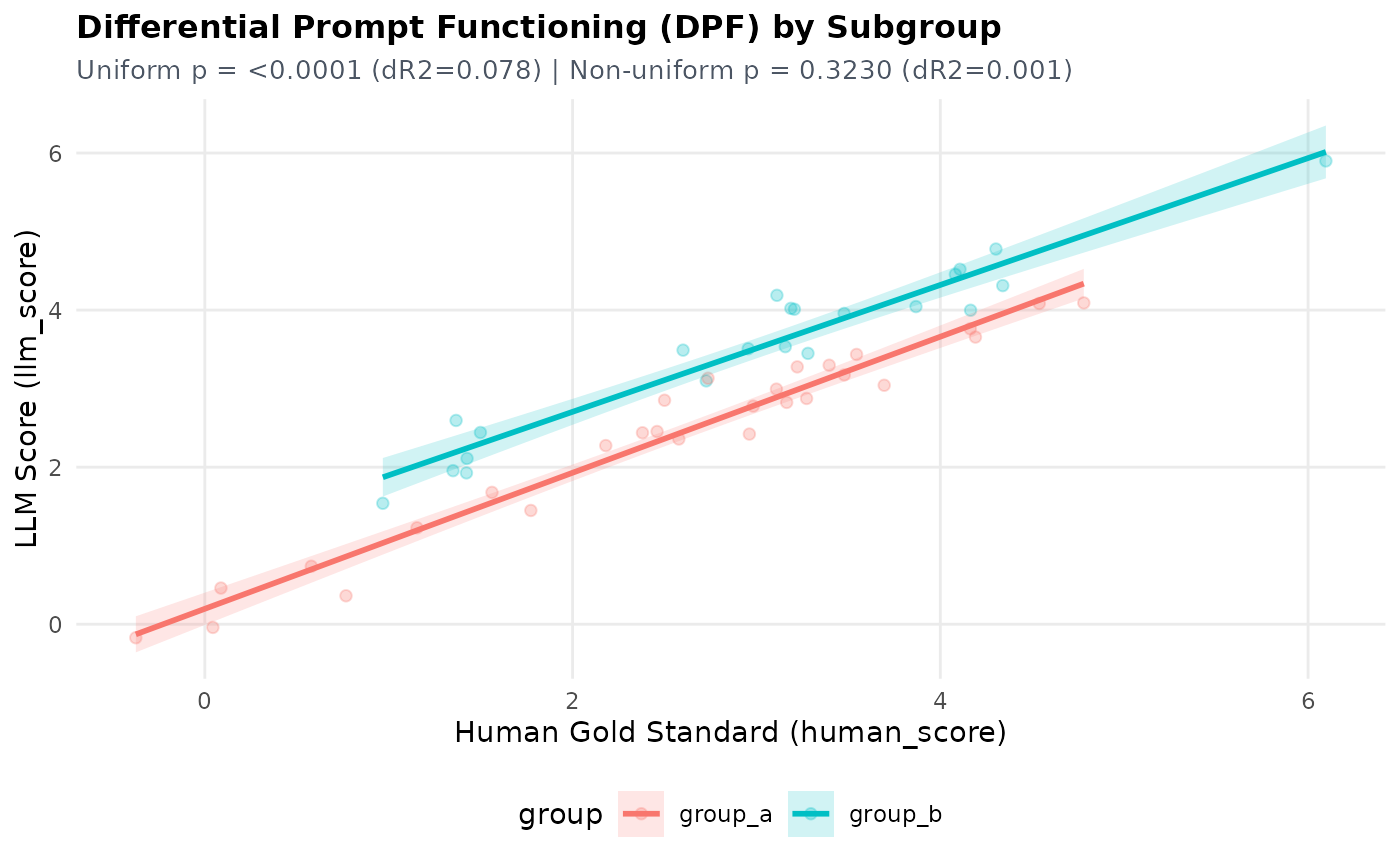 Differential Prompt Functioning (DPF) by Subgroup
Uniform p = <0.0001 (dR2=0.078) | Non-uniform p = 0.3230 (dR2=0.001)
LLM Score (llm_score)
6
4
2
0
0 2 4 6
Human Gold Standard (human_score)
group group_a group_b